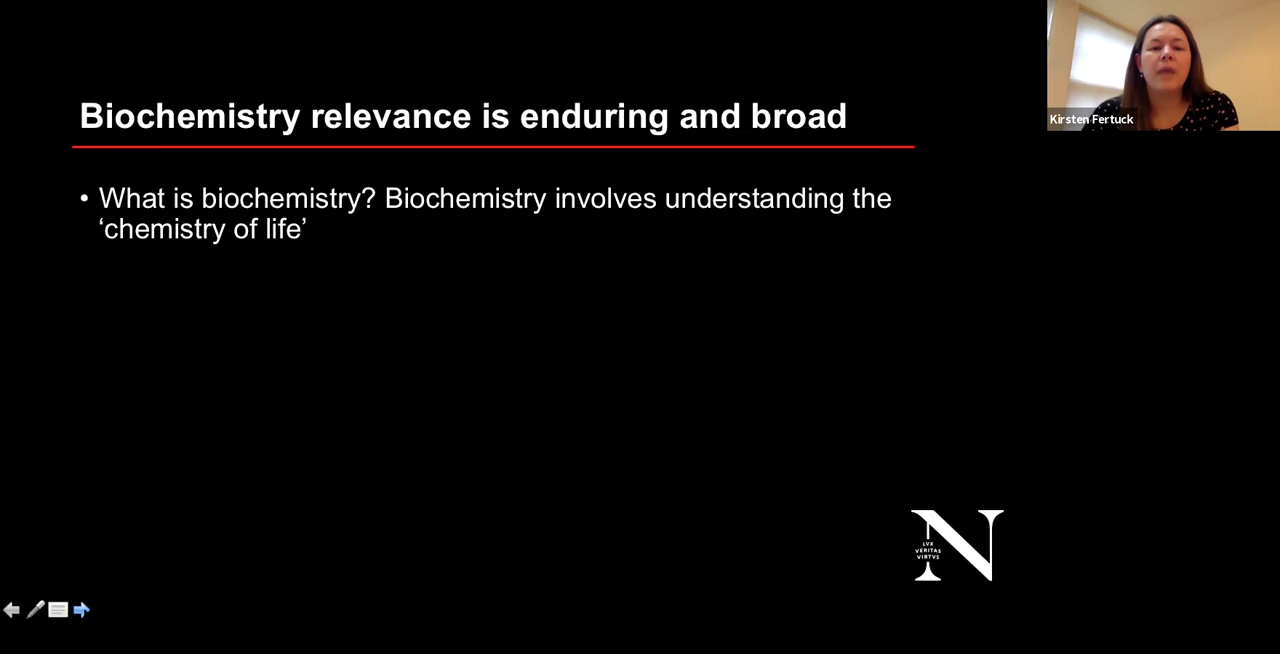 Biochemistry relevance is enduring and broad
• What is biochemistry? Biochemistry involves understanding the
‘chemistry of life’
Kirsten Fertuck
N
LVX
VERITAS
VIRTVS